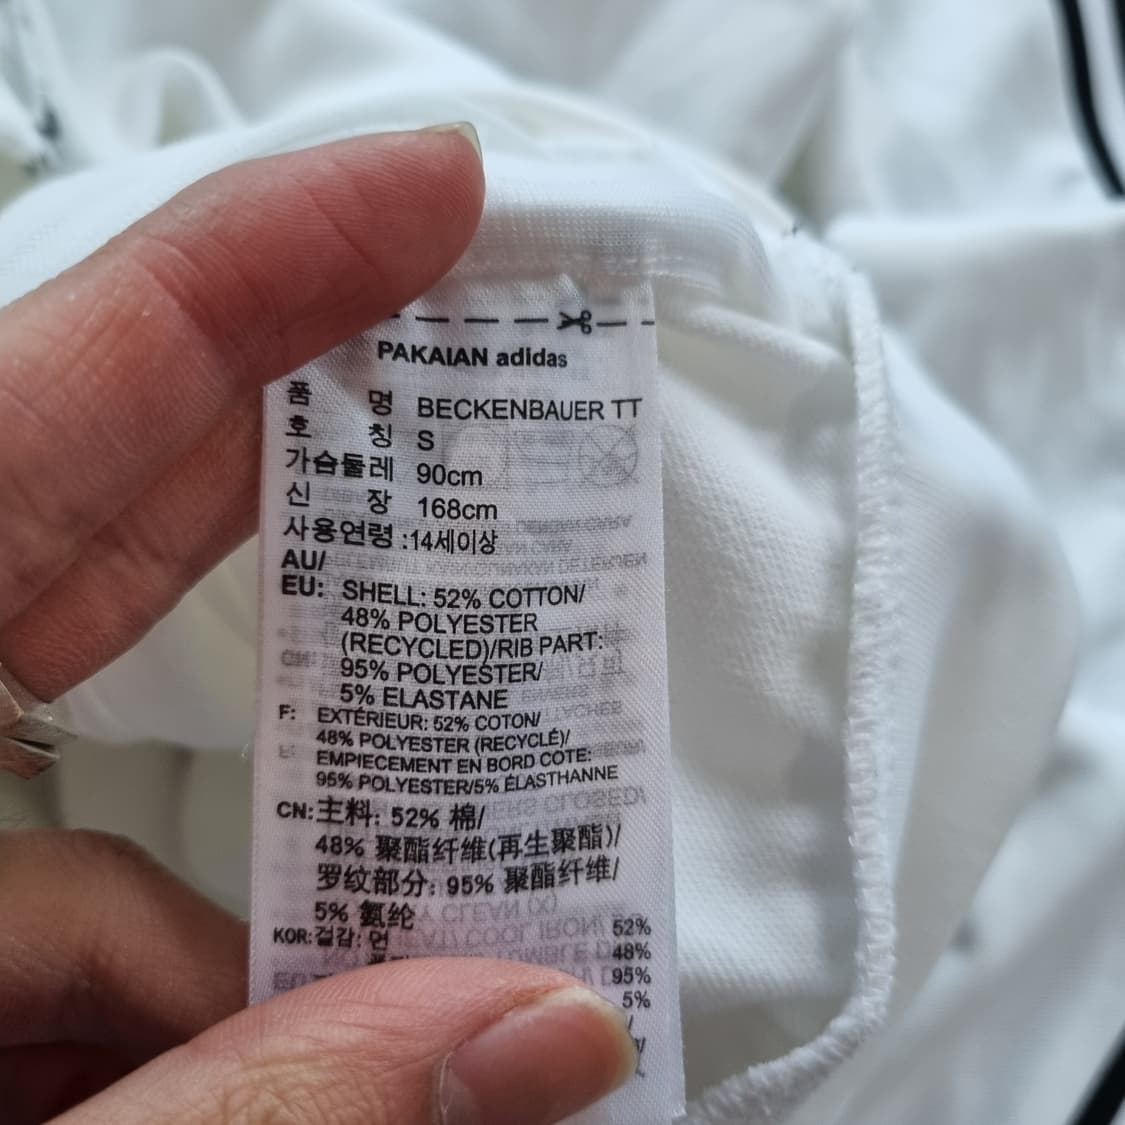 PAKAIAN adidas
품 명 BECKENBAUER TT
호 칭 S
가슴둘레 90cm
신 장 168cm
사용연령 :14세이상
AU/
EU: SHELL: 52% COTTON/
48% POLYESTER
(RECYCLED)/RIB PART:
95% POLYESTER/
5% ELASTANE
F: EXTÉRIEUR: 52% COTON/
48% POLYESTER (RECYCLÉ)/
EMPIECEMENT EN BORD COTE:
95% POLYESTER/5% ÉLASTHANNE
CN: 主料: 52% 棉/
48% 聚酯纤维(再生聚酯)/
罗纹部分: 95% 聚酯纤维/
5% 氨纶
KOR: 겉감: 면 52%
48%
95%
5%